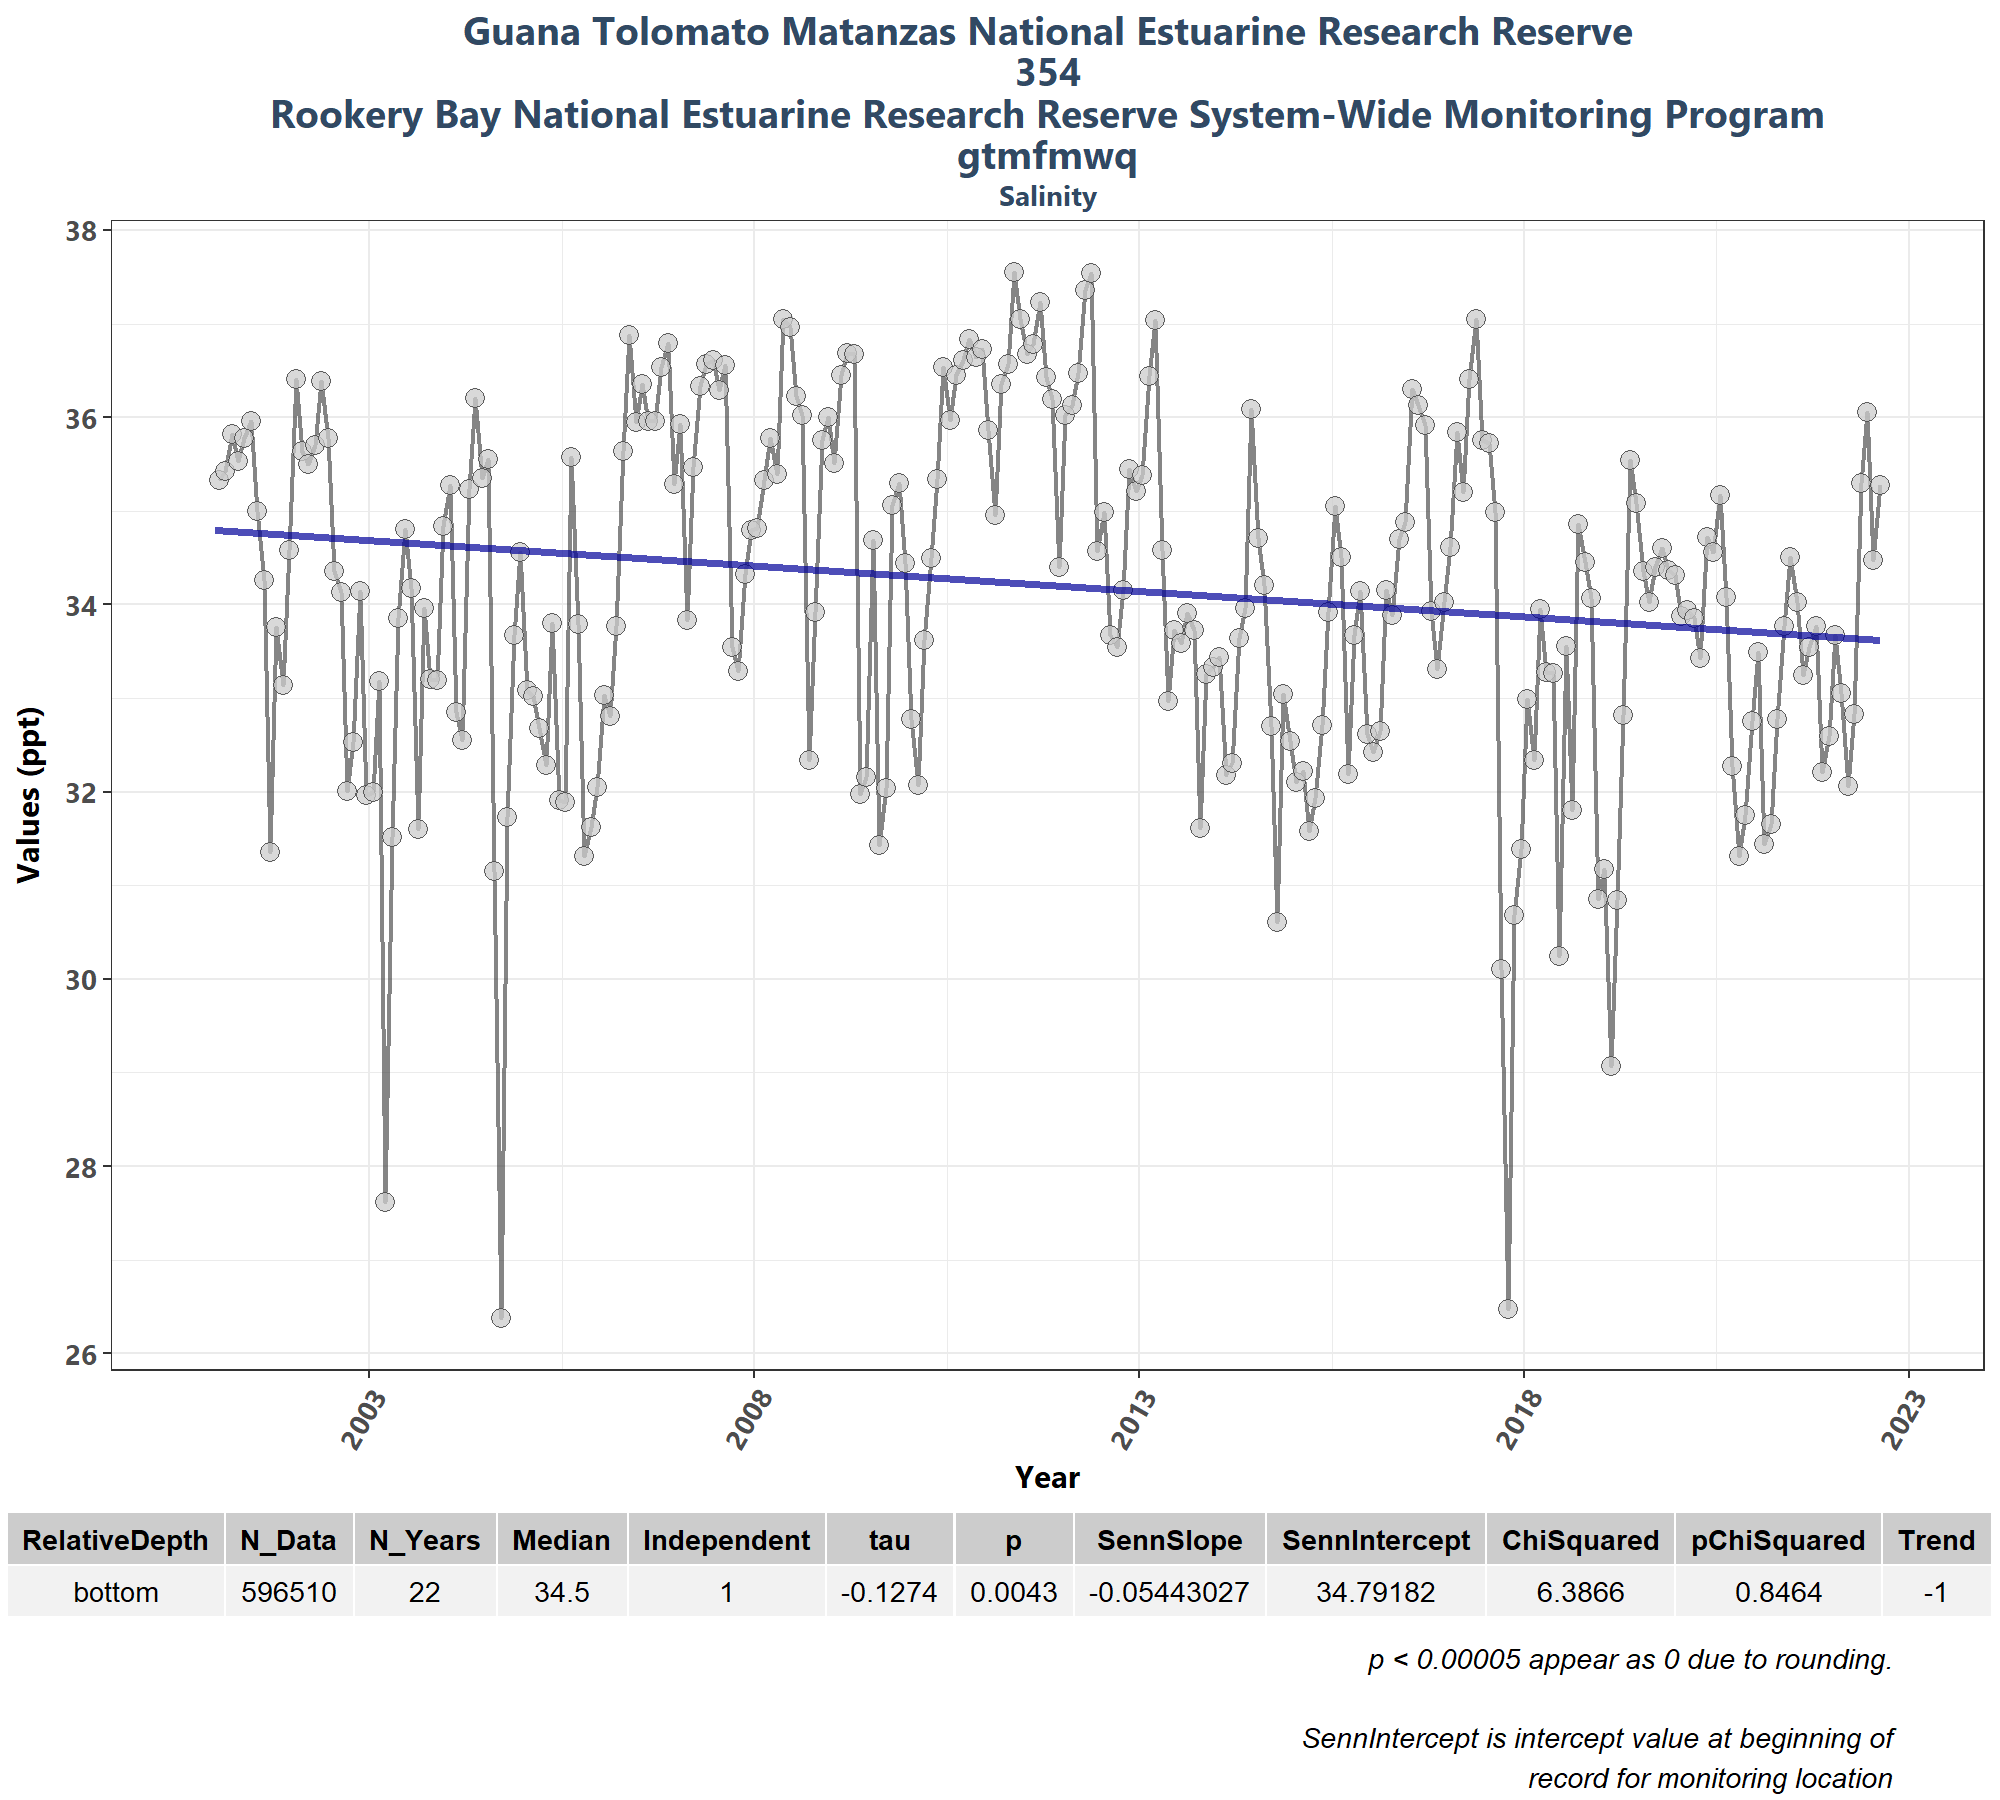 Guana Tolomato Matanzas National Estuarine Research Reserve
354
Rookery Bay National Estuarine Research Reserve System-Wide Monitoring Program
gtmfmwq
Salinity
38
36
34
32
30
28
26
Values (ppt)
2003 2008 2013 2018 2023
Year
RelativeDepth N_Data N_Years Median Independent tau p SennSlope SennIntercept ChiSquared pChiSquared Trend
bottom 596510 22 34.5 1 -0.1274 0.0043 -0.05443027 34.79182 6.3866 0.8464 -1
p < 0.00005 appear as 0 due to rounding.
SennIntercept is intercept value at beginning of
record for monitoring location